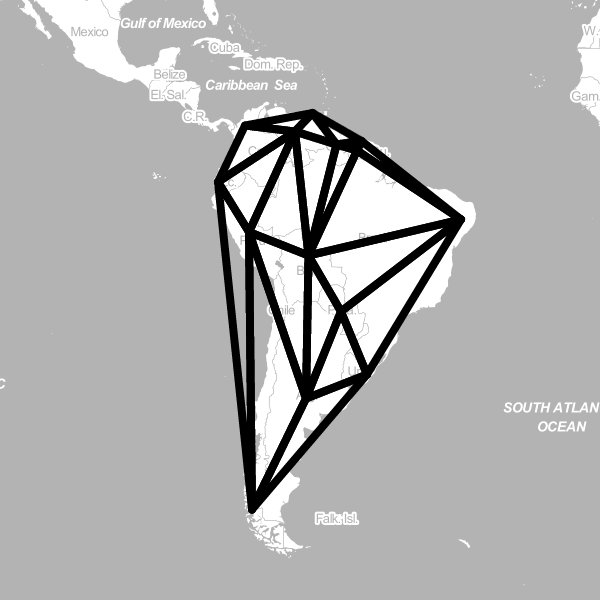 Gulf of Mexico
Mexico
Cuba
Dom. Rep.
Belize
Caribbean Sea
El. Sal.
C.R.
W.
Gam.
Chile
SOUTH ATLAN
OCEAN
Falk. Isl.